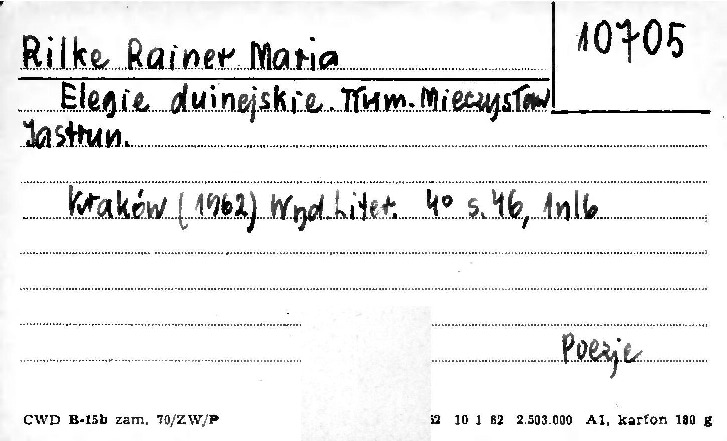 Rilke Rainer Maria
10705
Elegie duinejskie. Tłum. Mieczysław
Jastrun.
Kraków (1962) Wyd. Liter. 4° s. 46, 1nlb
Poezje
CWD B-15b zam. 70/ZW/P 62 10 1 62 2.503.000 A1, karton 180 g